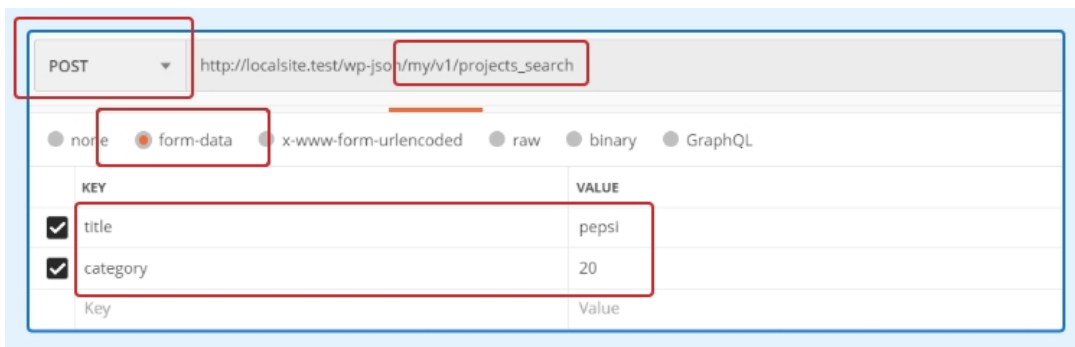 POST http://localsite.test/wp-json/my/v1/projects_search
none form-data x-www-form-urlencoded raw binary GraphQL
KEY VALUE
title pepsi
category 20
Key Value